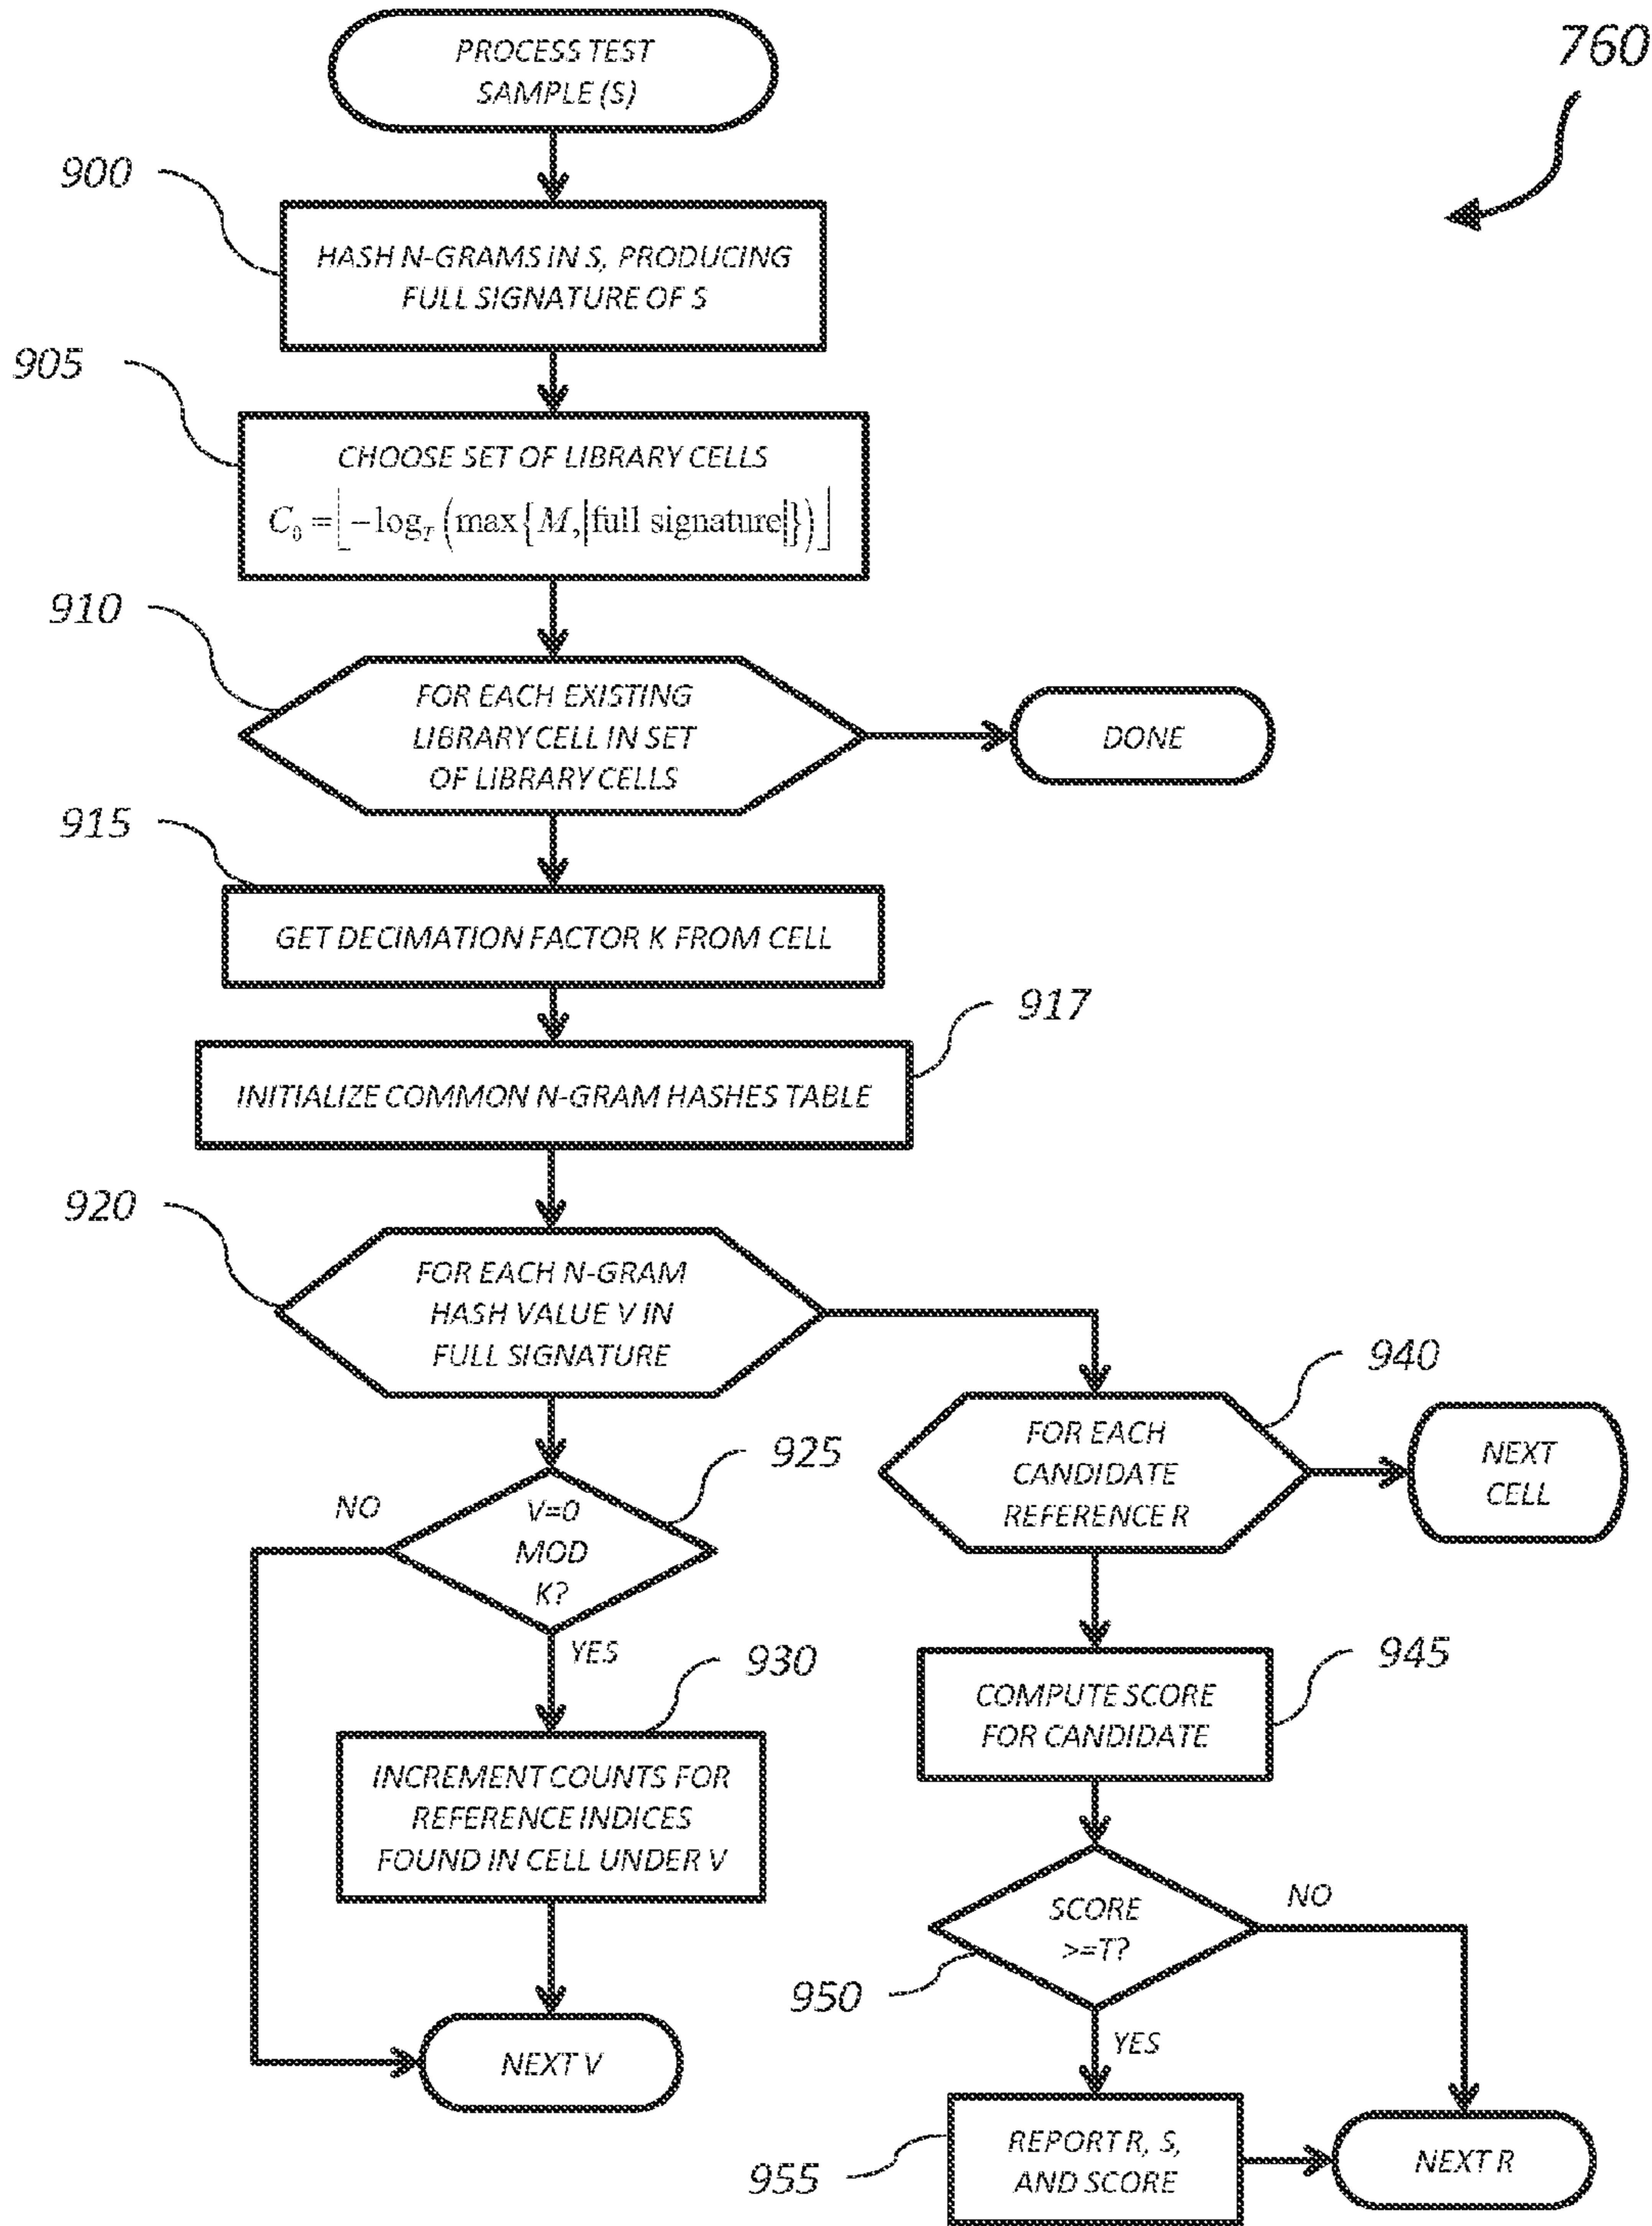 760
PROCESS TEST
SAMPLE (S)
900
HASH N-GRAMS IN S, PRODUCING
FULL SIGNATURE OF S
905
CHOOSE SET OF LIBRARY CELLS
C₀ = ⌊−log_T (max{M,|full signature|})⌋
910
FOR EACH EXISTING
LIBRARY CELL IN SET
OF LIBRARY CELLS
DONE
915
GET DECIMATION FACTOR K FROM CELL
917
INITIALIZE COMMON N-GRAM HASHES TABLE
920
FOR EACH N-GRAM
HASH VALUE V IN
FULL SIGNATURE
925
V=0
MOD
K?
NO
YES
930
INCREMENT COUNTS FOR
REFERENCE INDICES
FOUND IN CELL UNDER V
NEXT V
940
FOR EACH
CANDIDATE
REFERENCE R
NEXT
CELL
945
COMPUTE SCORE
FOR CANDIDATE
950
SCORE
>=T?
NO
YES
955
REPORT R, S,
AND SCORE
NEXT R